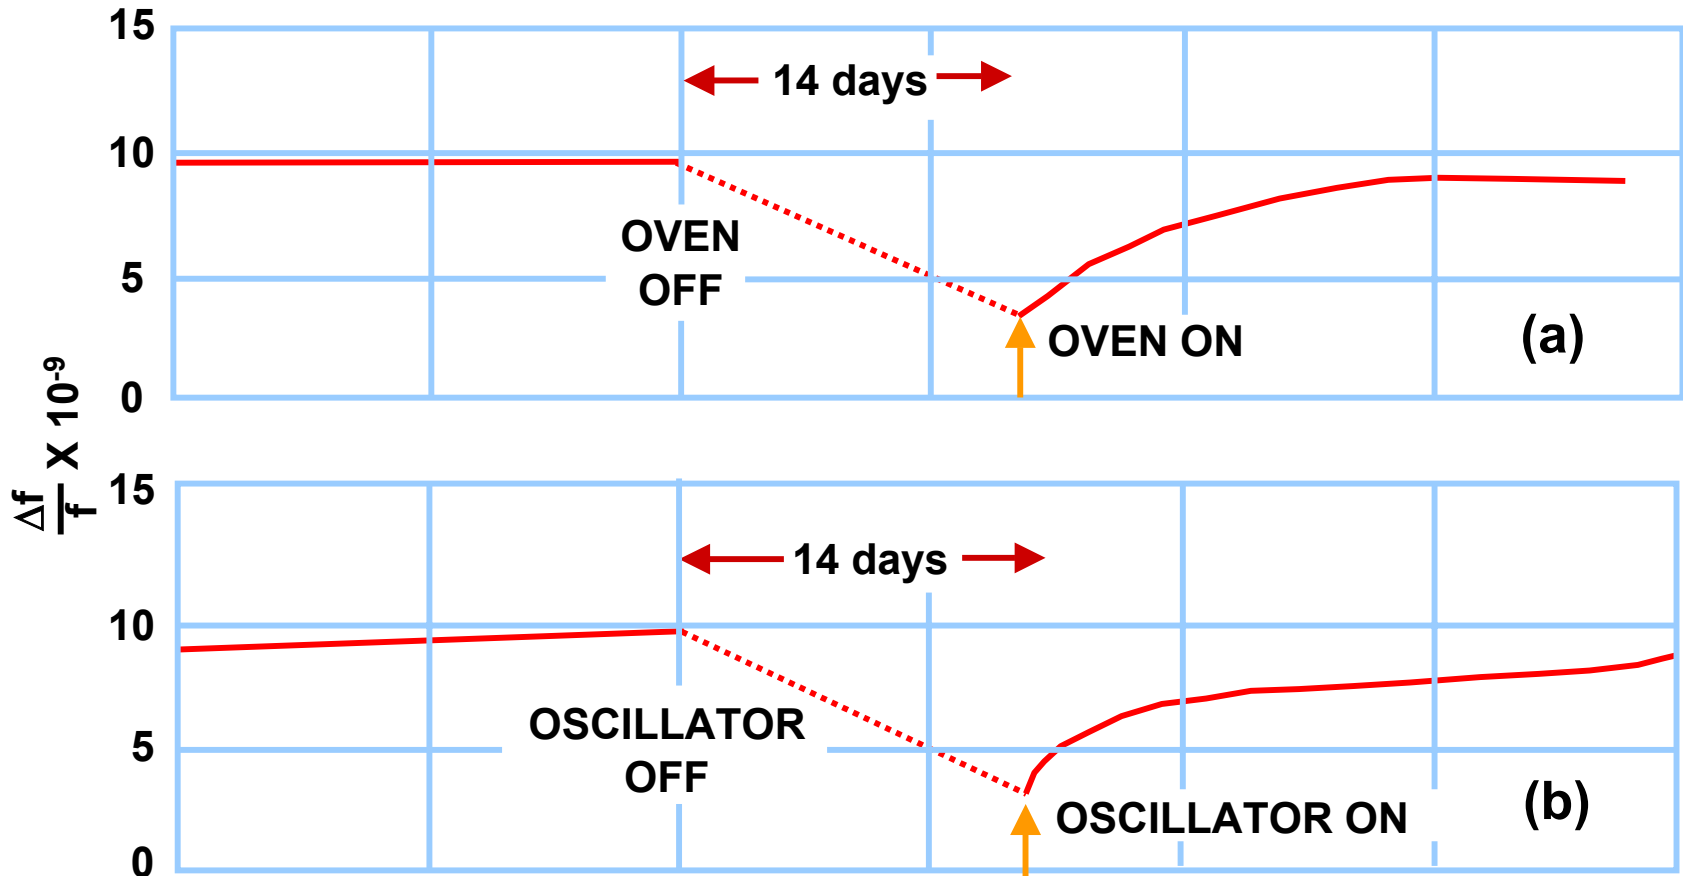 15
14 days
10
OVEN
OFF
5
OVEN ON
(a)
0
Δf
f
X 10-9
15
14 days
10
OSCILLATOR
OFF
5
OSCILLATOR ON
(b)
0